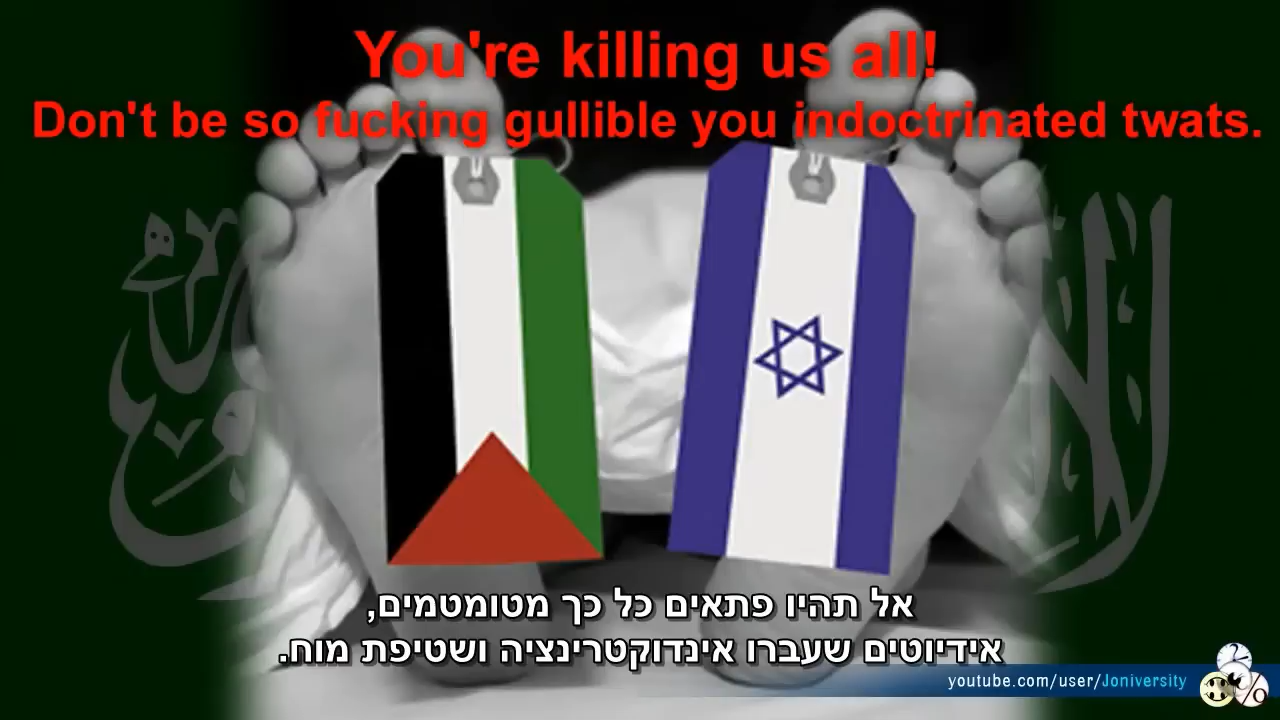 You're killing us all!
Don't be so fucking gullible you indoctrinated twats.
אל תהיו פתאים כל כך מטומטמים,
אידיוטים שעברו אינדוקטרינציה ושטיפת מוח.
youtube.com/user/Joniversity